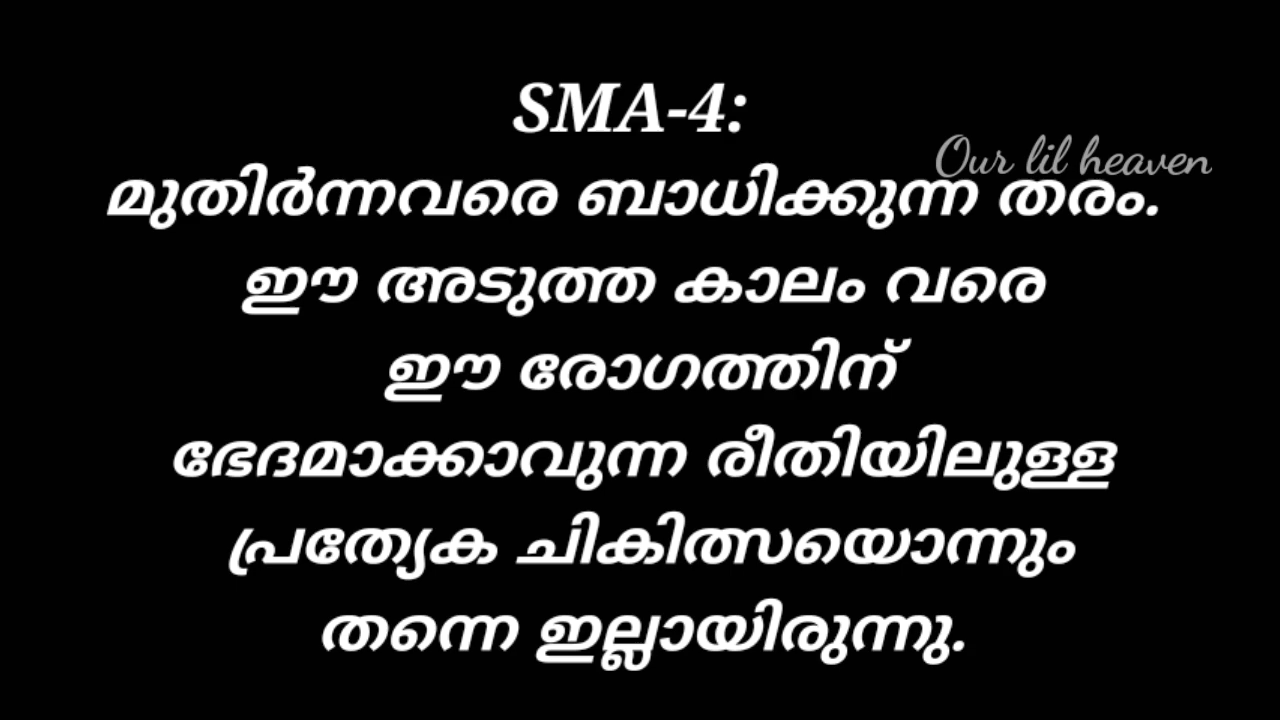 SMA-4:
Our lil heaven
മുതിർന്നവരെ ബാധിക്കുന്ന തരം.
ഈ അടുത്ത കാലം വരെ
ഈ രോഗത്തിന്
ഭേദമാക്കാവുന്ന രീതിയിലുള്ള
പ്രത്യേക ചികിത്സയൊന്നും
തന്നെ ഇല്ലായിരുന്നു.